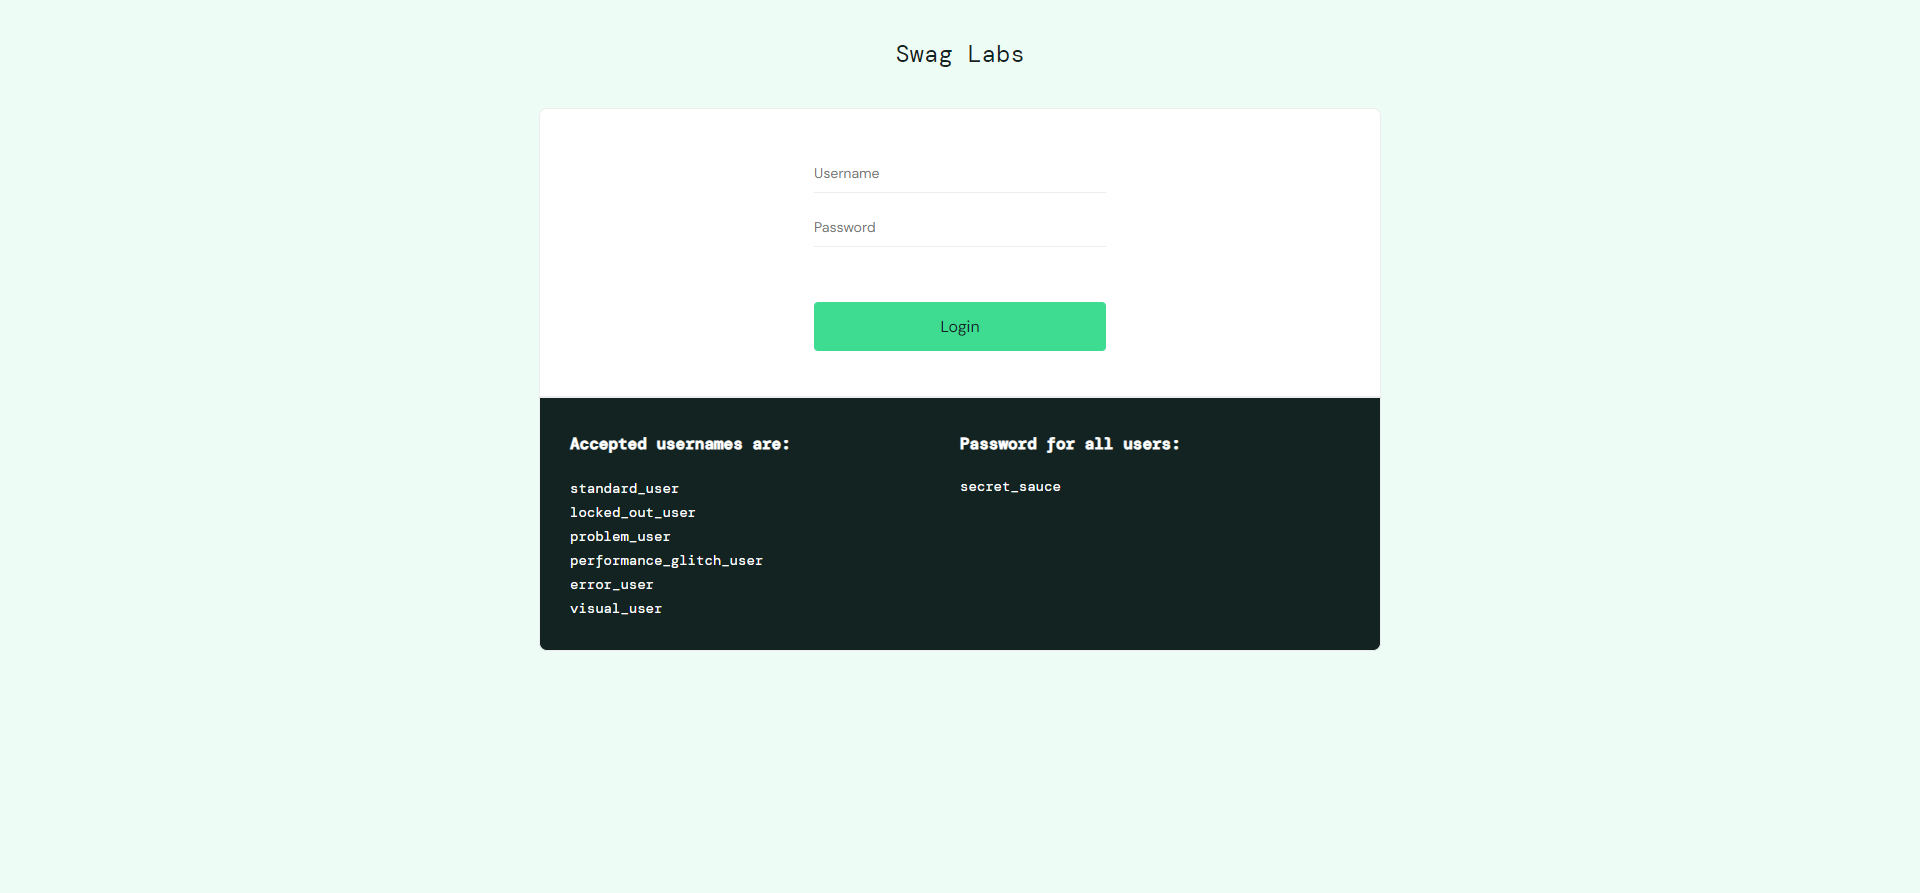 Swag Labs
Username
Password
Login
Accepted usernames are:
standard_user
locked_out_user
problem_user
performance_glitch_user
error_user
visual_user
Password for all users:
secret_sauce